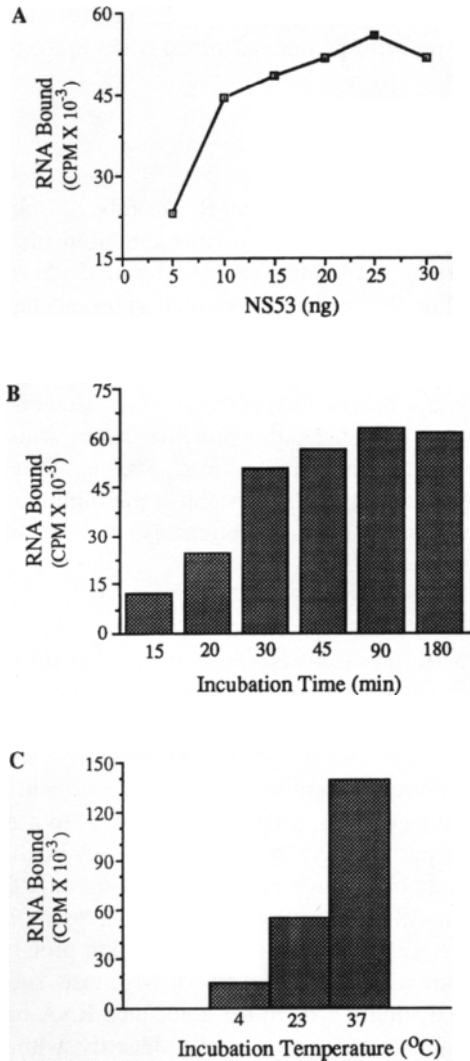 A
60
45
30
15
RNA Bound
(CPM X 10-3)
0 5 10 15 20 25 30
NS53 (ng)
B
75
60
45
30
15
0
RNA Bound
(CPM X 10-3)
15 20 30 45 90 180
Incubation Time (min)
C
150
120
90
60
30
0
RNA Bound
(CPM X 10-3)
4 23 37
Incubation Temperature (OC)